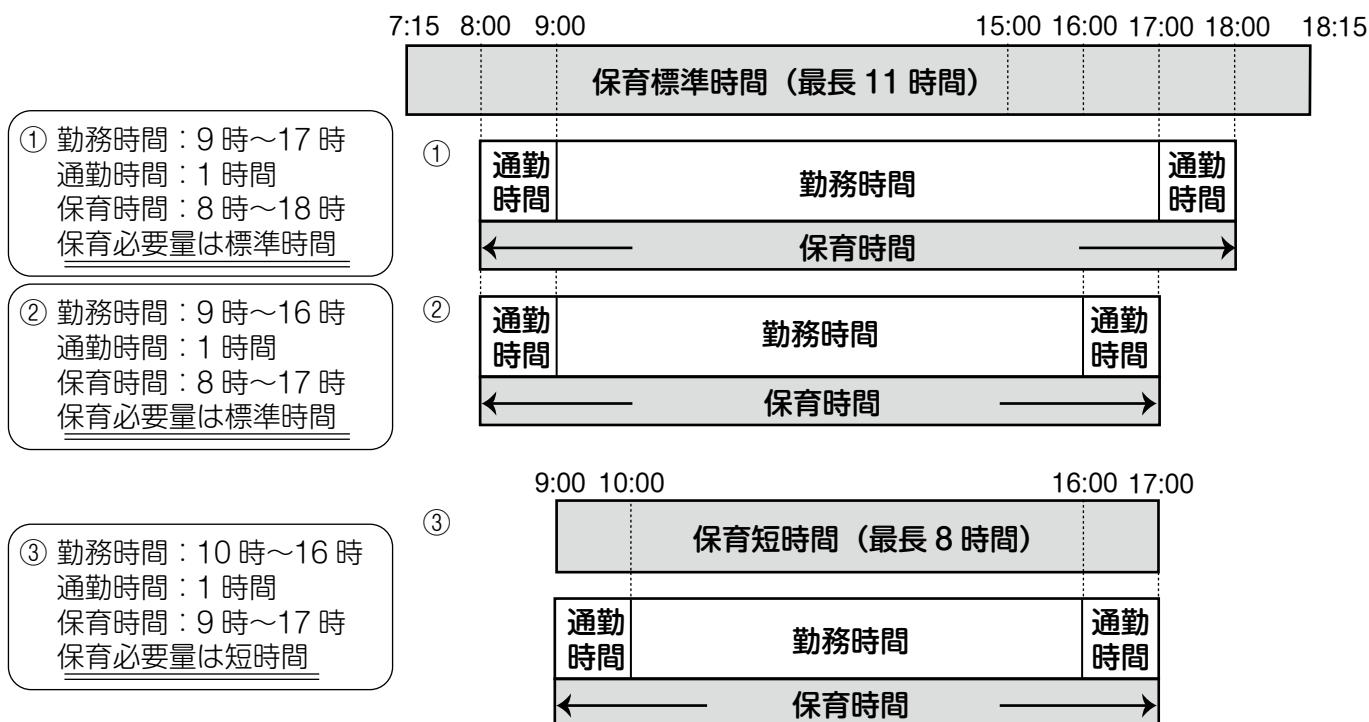 7:15 8:00 9:00 15:00 16:00 17:00 18:00 18:15
保育標準時間（最長 11 時間）
① 勤務時間：9 時～17 時
通勤時間：1 時間
保育時間：8 時～18 時
保育必要量は標準時間
①
通勤
時間
勤務時間
通勤
時間
保育時間
② 勤務時間：9 時～16 時
通勤時間：1 時間
保育時間：8 時～17 時
保育必要量は標準時間
②
通勤
時間
勤務時間
通勤
時間
保育時間
9:00 10:00 16:00 17:00
③
保育短時間（最長 8 時間）
③ 勤務時間：10 時～16 時
通勤時間：1 時間
保育時間：9 時～17 時
保育必要量は短時間
通勤
時間
勤務時間
通勤
時間
保育時間